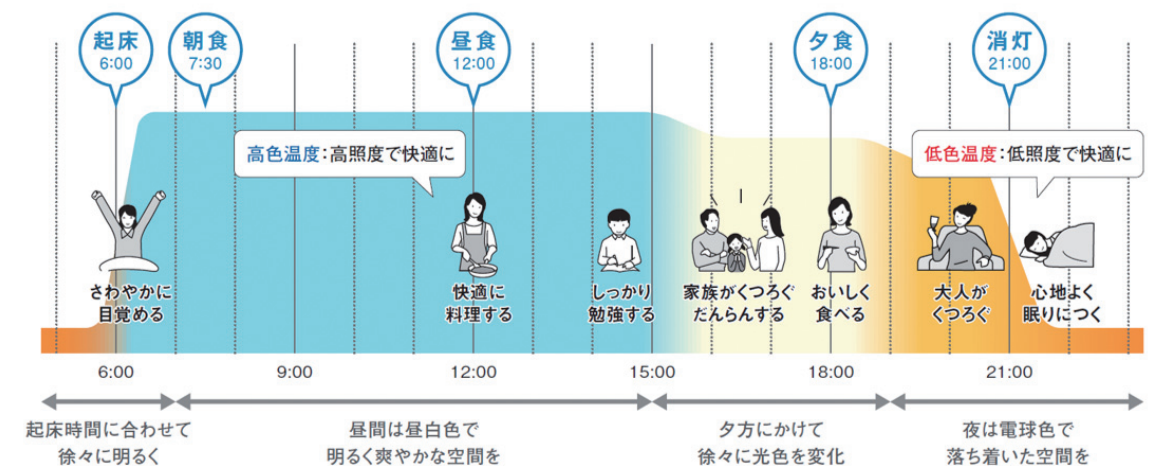 起床
6:00
朝食
7:30
昼食
12:00
夕食
18:00
消灯
21:00
高色温度:高照度で快適に
低色温度:低照度で快適に
さわやかに
目覚める
快適に
料理する
しっかり
勉強する
家族がくつろぐ
だんらんする
おいしく
食べる
大人が
くつろぐ
心地よく
眠りにつく
6:00
9:00
12:00
15:00
18:00
21:00
起床時間に合わせて
徐々に明るく
昼間は昼白色で
明るく爽やかな空間を
夕方にかけて
徐々に光色を変化
夜は電球色で
落ち着いた空間を